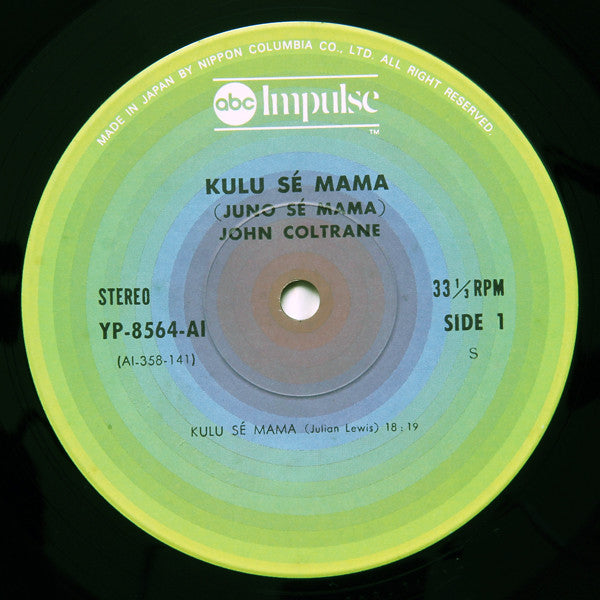 MADE IN JAPAN BY NIPPON COLUMBIA CO., LTD. ALL RIGHT RESERVED
abc Impulse
TM
KULU SÉ MAMA
(JUNO SÉ MAMA)
JOHN COLTRANE
STEREO
33 1/3 RPM
YP-8564-AI
SIDE 1
(AI-358-141)
S
KULU SÉ MAMA (Julian Lewis) 18:19